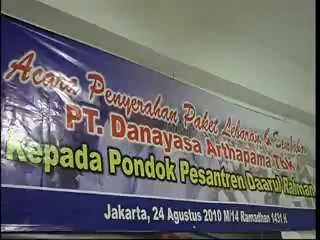 Acara Penyerahan Paket Lebaran & Sembako
PT. Danayasa Arthapama Tbk
Kepada Pondok Pesantren Daarul Rahman
Jakarta, 24 Agustus 2010 M/14 Ramadhan 1431 H